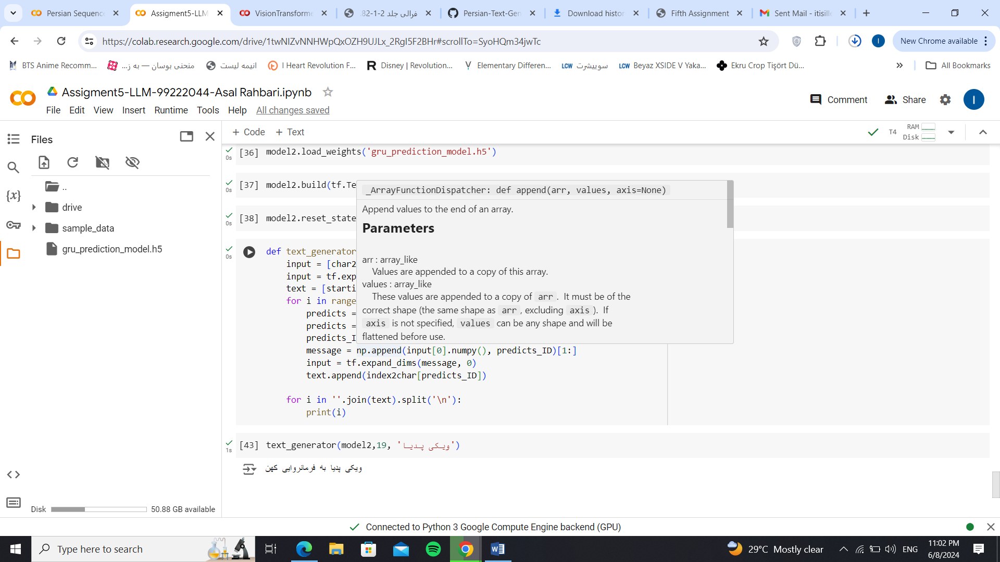 Persian Sequence
Assigment5-LLM
VisionTransforme
فرالی جلد 2-1-82.
Persian-Text-Gen
Download histor
Fifth Assignment
Sent Mail - itisille
https://colab.research.google.com/drive/1twNIZvNNHWpQxOZH9UJLx_2RgI5F2BHr#scrollTo=SyoHQm34jwTc
New Chrome available
BTS Anime Recomm...
منحنی بوسان — به ز...
انیمه لیست
I Heart Revolution F...
Disney | Revolution...
Elementary Differen...
LCW سوییشرت
LCW Beyaz XSIDE V Yaka...
Ekru Crop Tişört Dü...
All Bookmarks
Assigment5-LLM-99222044-Asal Rahbari.ipynb
Comment
Share
I
File Edit View Insert Runtime Tools Help All changes saved
Files
+ Code + Text
T4
RAM
Disk
..
drive
sample_data
gru_prediction_model.h5
{x}
[36] model2.load_weights('gru_prediction_model.h5')
0s
[37] model2.build(tf.Te
0s
[38] model2.reset_state
0s
_ArrayFunctionDispatcher: def append(arr, values, axis=None)
Append values to the end of an array.
Parameters
arr : array_like
Values are appended to a copy of this array.
values : array_like
These values are appended to a copy of arr. It must be of the
correct shape (the same shape as arr, excluding axis). If
axis is not specified, values can be any shape and will be
flattened before use.
0s
def text_generator
input = [char2
input = tf.exp
text = [starti
for i in range
predicts =
predicts =
predicts_I
message = np.append(input[0].numpy(), predicts_ID)[1:]
input = tf.expand_dims(message, 0)
text.append(index2char[predicts_ID])
for i in ''.join(text).split('\n'):
print(i)
[43] text_generator(model2,19, 'ویکی پدیا')
1s
ویکی پدیا به فرمانروایی کهن
Disk
50.88 GB available
Connected to Python 3 Google Compute Engine backend (GPU)
Type here to search
29°C Mostly clear
ENG
11:02 PM
6/8/2024